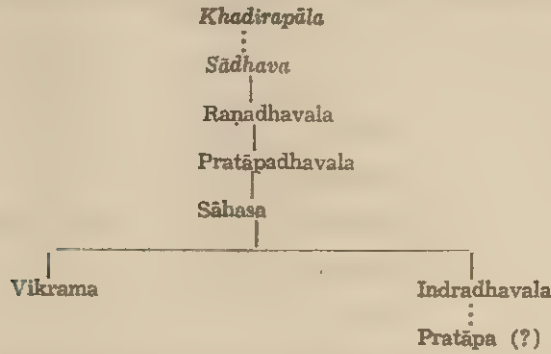 Khadirapāla
Sādhava
Raṇadhavala
Pratāpadhavala
Sāhasa
Vikrama Indradhavala
Pratāpa (?)